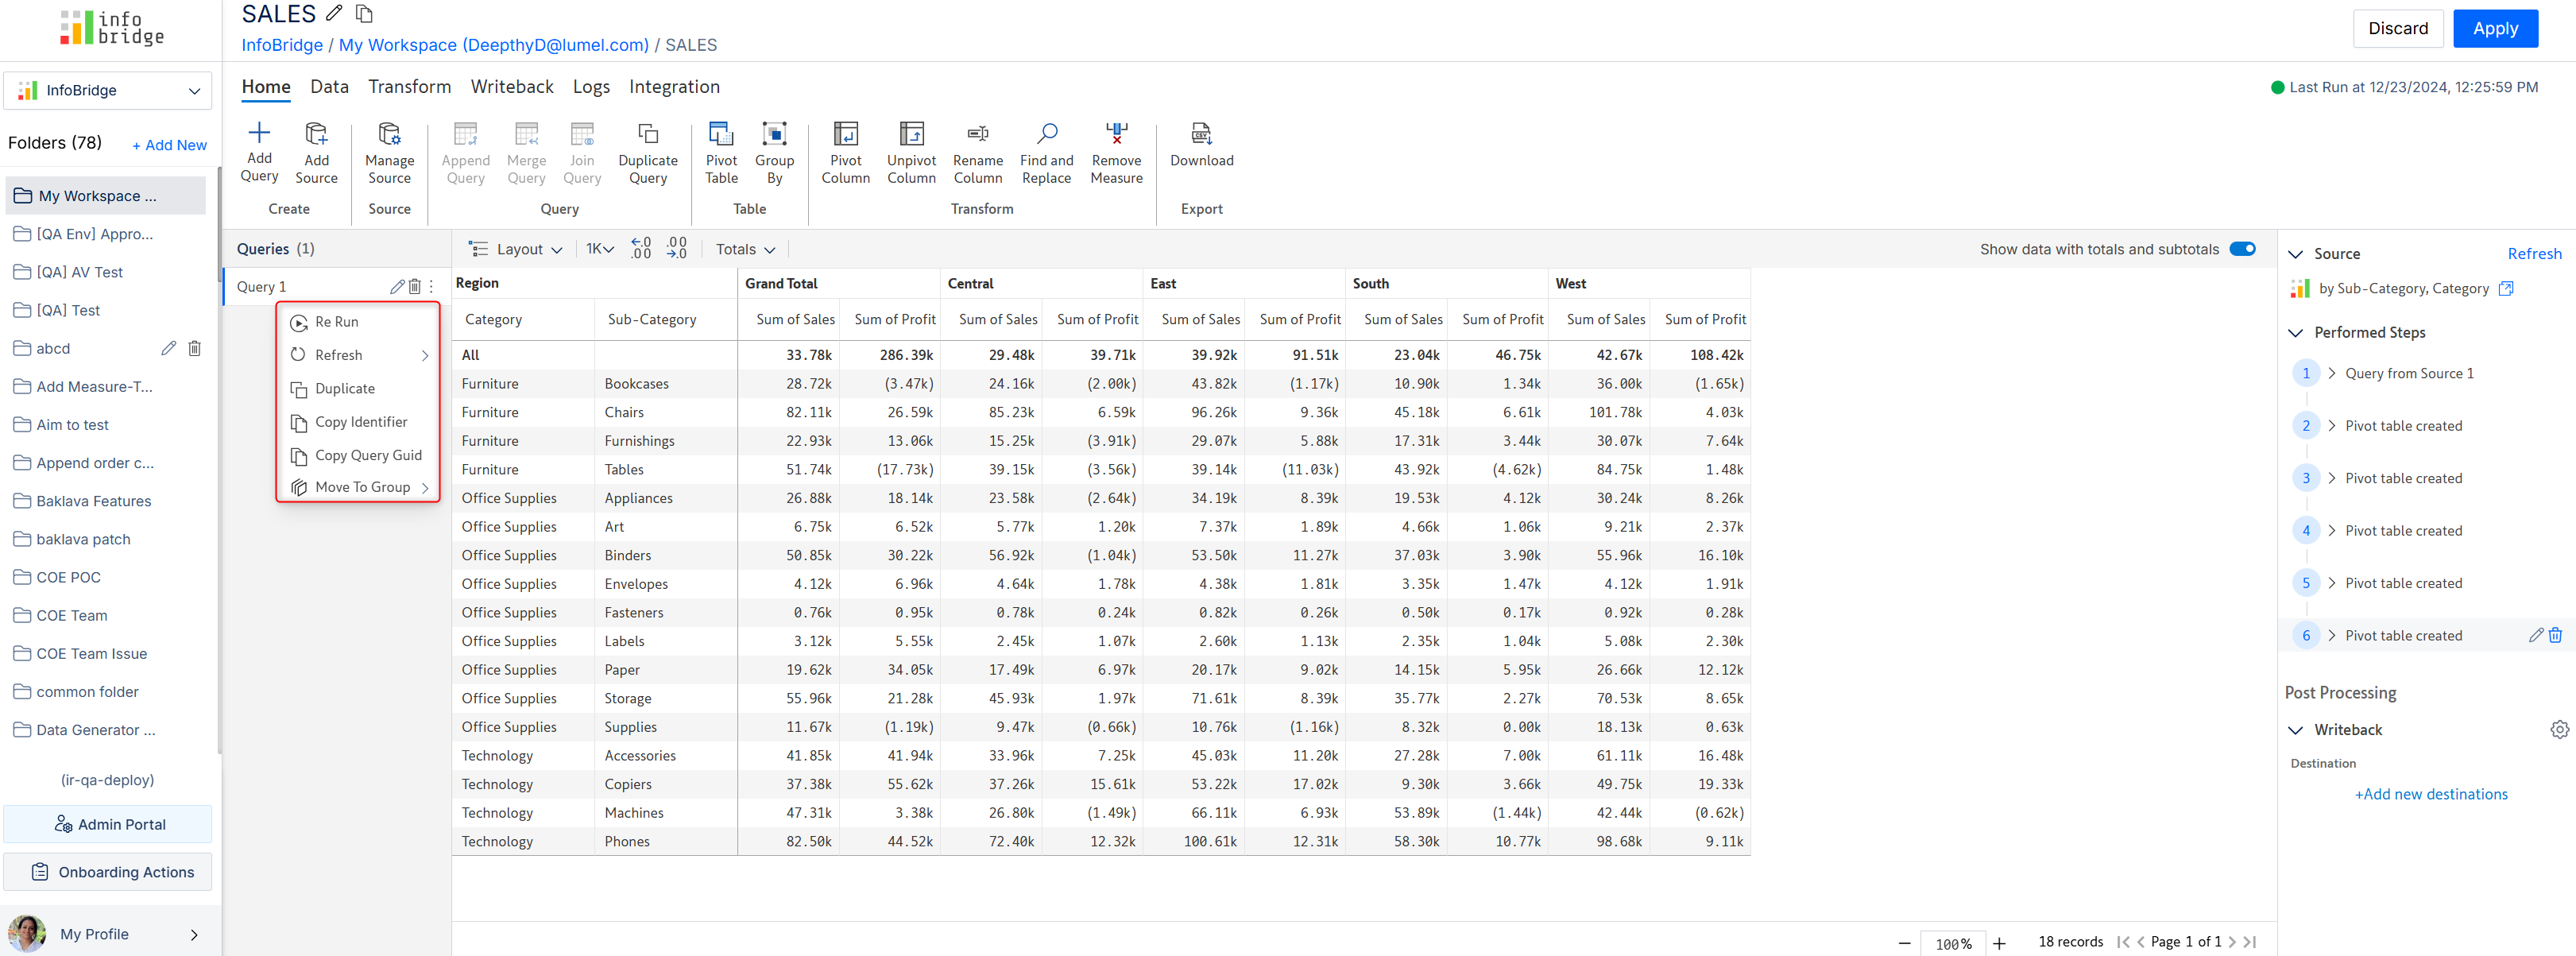 info
bridge
SALES
InfoBridge / My Workspace (DeepthyD@lumel.com) / SALES
Discard
Apply
InfoBridge
Home Data Transform Writeback Logs Integration
Last Run at 12/23/2024, 12:25:59 PM
Folders (78)
+ Add New
Add Query
Add Source
Create
Manage Source
Source
Append Query
Merge Query
Join Query
Duplicate Query
Query
Pivot Table
Group By
Table
Pivot Column
Unpivot Column
Rename Column
Find and Replace
Remove Measure
Transform
Download
CSV
Export
My Workspace ...
[QA Env] Appro...
[QA] AV Test
[QA] Test
abcd
Add Measure-T...
Aim to test
Append order c...
Baklava Features
baklava patch
COE POC
COE Team
COE Team Issue
common folder
Data Generator ...
(ir-qa-deploy)
Admin Portal
Onboarding Actions
My Profile
Queries (1)
Query 1
Re Run
Refresh
Duplicate
Copy Identifier
Copy Query Guid
Move To Group
Layout 1K .0 .00 .00 .0 Totals
Show data with totals and subtotals
Region Grand Total Central East South West
Category Sub-Category Sum of Sales Sum of Profit Sum of Sales Sum of Profit Sum of Sales Sum of Profit Sum of Sales Sum of Profit Sum of Sales Sum of Profit
All 33.78k 286.39k 29.48k 39.71k 39.92k 91.51k 23.04k 46.75k 42.67k 108.42k
Furniture Bookcases 28.72k (3.47k) 24.16k (2.00k) 43.82k (1.17k) 10.90k 1.34k 36.00k (1.65k)
Furniture Chairs 82.11k 26.59k 85.23k 6.59k 96.26k 9.36k 45.18k 6.61k 101.78k 4.03k
Furniture Furnishings 22.93k 13.06k 15.25k (3.91k) 29.07k 5.88k 17.31k 3.44k 30.07k 7.64k
Furniture Tables 51.74k (17.73k) 39.15k (3.56k) 39.14k (11.03k) 43.92k (4.62k) 84.75k 1.48k
Office Supplies Appliances 26.88k 18.14k 23.58k (2.64k) 34.19k 8.39k 19.53k 4.12k 30.24k 8.26k
Office Supplies Art 6.75k 6.52k 5.77k 1.20k 7.37k 1.89k 4.66k 1.06k 9.21k 2.37k
Office Supplies Binders 50.85k 30.22k 56.92k (1.04k) 53.50k 11.27k 37.03k 3.90k 55.96k 16.10k
Office Supplies Envelopes 4.12k 6.96k 4.64k 1.78k 4.38k 1.81k 3.35k 1.47k 4.12k 1.91k
Office Supplies Fasteners 0.76k 0.95k 0.78k 0.24k 0.82k 0.26k 0.50k 0.17k 0.92k 0.28k
Office Supplies Labels 3.12k 5.55k 2.45k 1.07k 2.60k 1.13k 2.35k 1.04k 5.08k 2.30k
Office Supplies Paper 19.62k 34.05k 17.49k 6.97k 20.17k 9.02k 14.15k 5.95k 26.66k 12.12k
Office Supplies Storage 55.96k 21.28k 45.93k 1.97k 71.61k 8.39k 35.77k 2.27k 70.53k 8.65k
Office Supplies Supplies 11.67k (1.19k) 9.47k (0.66k) 10.76k (1.16k) 8.32k 0.00k 18.13k 0.63k
Technology Accessories 41.85k 41.94k 33.96k 7.25k 45.03k 11.20k 27.28k 7.00k 61.11k 16.48k
Technology Copiers 37.38k 55.62k 37.26k 15.61k 53.22k 17.02k 9.30k 3.66k 49.75k 19.33k
Technology Machines 47.31k 3.38k 26.80k (1.49k) 66.11k 6.93k 53.89k (1.44k) 42.44k (0.62k)
Technology Phones 82.50k 44.52k 72.40k 12.32k 100.61k 12.31k 58.30k 10.77k 98.68k 9.11k
100% 18 records Page 1 of 1
Source
Refresh
by Sub-Category, Category
Performed Steps
1 Query from Source 1
2 Pivot table created
3 Pivot table created
4 Pivot table created
5 Pivot table created
6 Pivot table created
Post Processing
Writeback
Destination
+Add new destinations